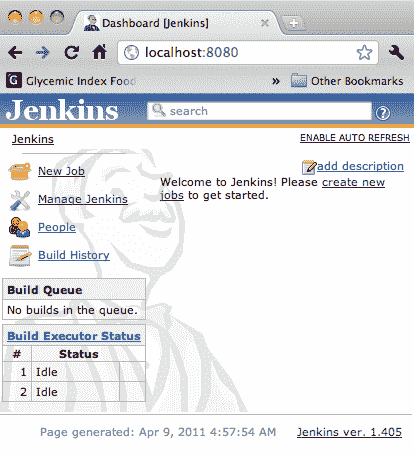 Dashboard [Jenkins]
localhost:8080
Glycemic Index Food
» Other Bookmarks
Jenkins
search
Jenkins
ENABLE AUTO REFRESH
New Job
Manage Jenkins
People
Build History
add description
Welcome to Jenkins! Please create new
jobs to get started.
Build Queue
No builds in the queue.
Build Executor Status
# Status
1 Idle
2 Idle
Page generated: Apr 9, 2011 4:57:54 AM Jenkins ver. 1.405